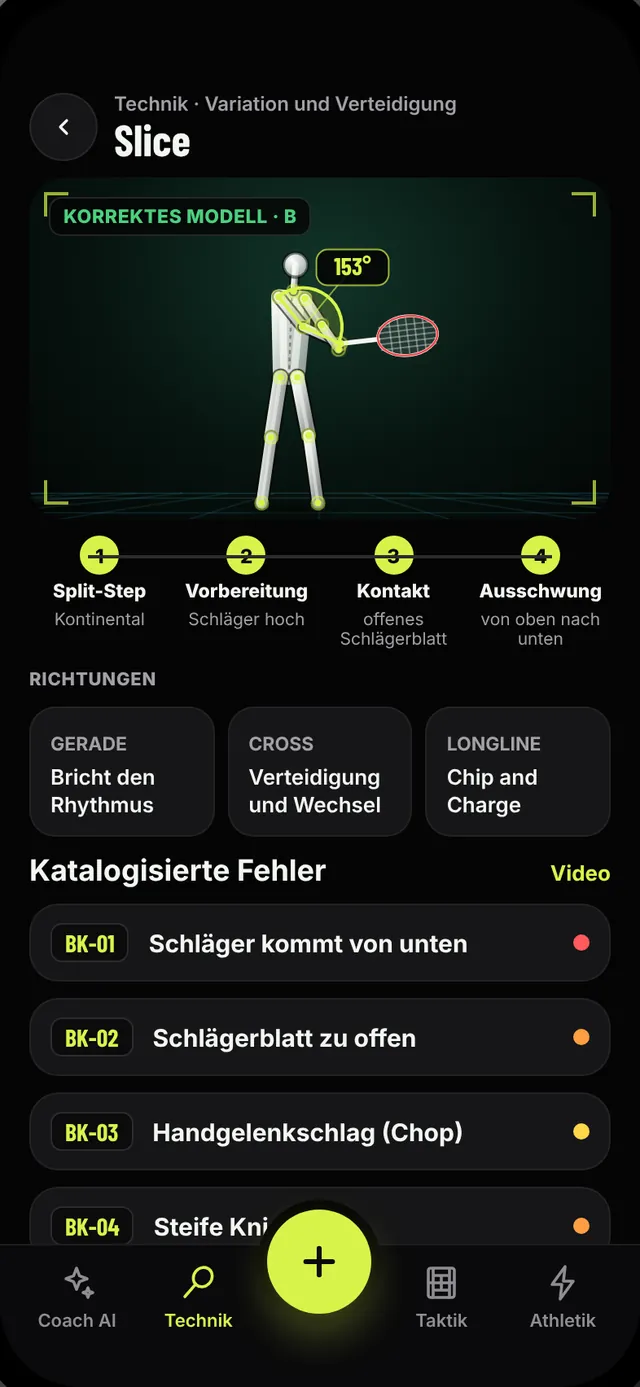 Technik · Variation und Verteidigung
Slice
KORREKTES MODELL · B
153°
1
2
3
4
Split-Step
Vorbereitung
Kontakt
Ausschwung
Kontinental
Schläger hoch
offenes
Schlägerblatt
von oben nach
unten
RICHTUNGEN
GERADE
Bricht den
Rhythmus
CROSS
Verteidigung
und Wechsel
LONGLINE
Chip and
Charge
Katalogisierte Fehler
Video
BK-01
Schläger kommt von unten
BK-02
Schlägerblatt zu offen
BK-03
Handgelenkschlag (Chop)
BK-04
Steife Kni
Coach AI
Technik
Taktik
Athletik